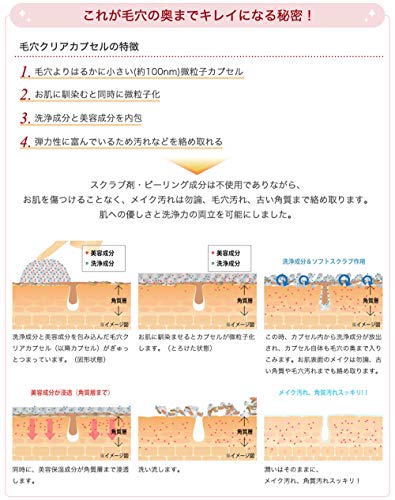 これが毛穴の奥までキレイになる秘密！
毛穴クリアカプセルの特徴
1. 毛穴よりはるかに小さい(約100nm)微粒子カプセル
2. お肌に馴染むと同時に微粒子化
3. 洗浄成分と美容成分を内包
4. 弾力性に富んでいるため汚れなどを絡め取れる
スクラブ剤・ピーリング成分は不使用でありながら、
お肌を傷つけることなく、メイク汚れは勿論、毛穴汚れ、古い角質まで絡め取ります。
肌への優しさと洗浄力の両立を可能にしました。
美容成分
洗浄成分
角質層
※イメージ図
洗浄成分と美容成分を包み込んだ毛穴ク
リアカプセル（以降カプセル）がぎゅっ
とつまっています。（固形状態）
美容成分
洗浄成分
角質層
※イメージ図
お肌に馴染ませるとカプセルが微粒子化
します。（とろけた状態）
洗浄成分＆ソフトスクラブ作用
角質層
※イメージ図
この時、カプセル内から洗浄成分が放出
され、カプセル自体も毛穴の奥まで入り
こみます。お肌表面のメイクは勿論、古
い角質や毛穴汚れまでも絡めます。
美容成分が浸透（角質層まで）
角質層
※イメージ図
同時に、美容保湿成分が角質層まで浸透
します。
角質層
※イメージ図
洗い流します。
メイク汚れ、角質汚れスッキリ！！
※イメージ図
潤いはそのままに、
メイク汚れ、角質汚れスッキリ！